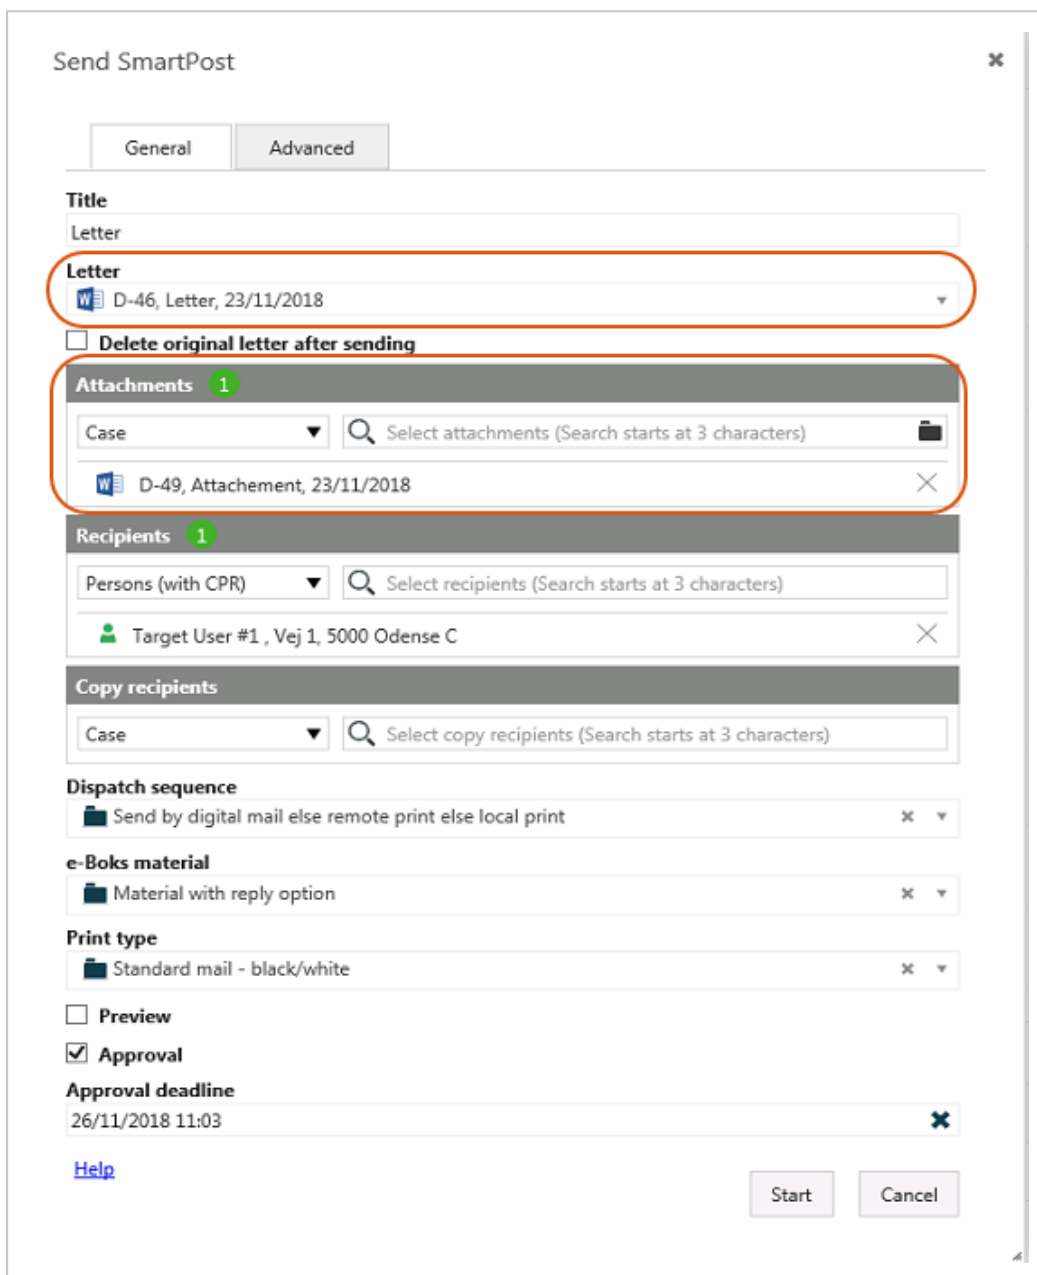 Send SmartPost
General Advanced
Title
Letter
Letter
D-46, Letter, 23/11/2018
Delete original letter after sending
Attachments 1
Case Select attachments (Search starts at 3 characters)
D-49, Attachement, 23/11/2018
Recipients 1
Persons (with CPR) Select recipients (Search starts at 3 characters)
Target User #1 , Vej 1, 5000 Odense C
Copy recipients
Case Select copy recipients (Search starts at 3 characters)
Dispatch sequence
Send by digital mail else remote print else local print
e-Boks material
Material with reply option
Print type
Standard mail - black/white
Preview
Approval
Approval deadline
26/11/2018 11:03
Help
Start Cancel